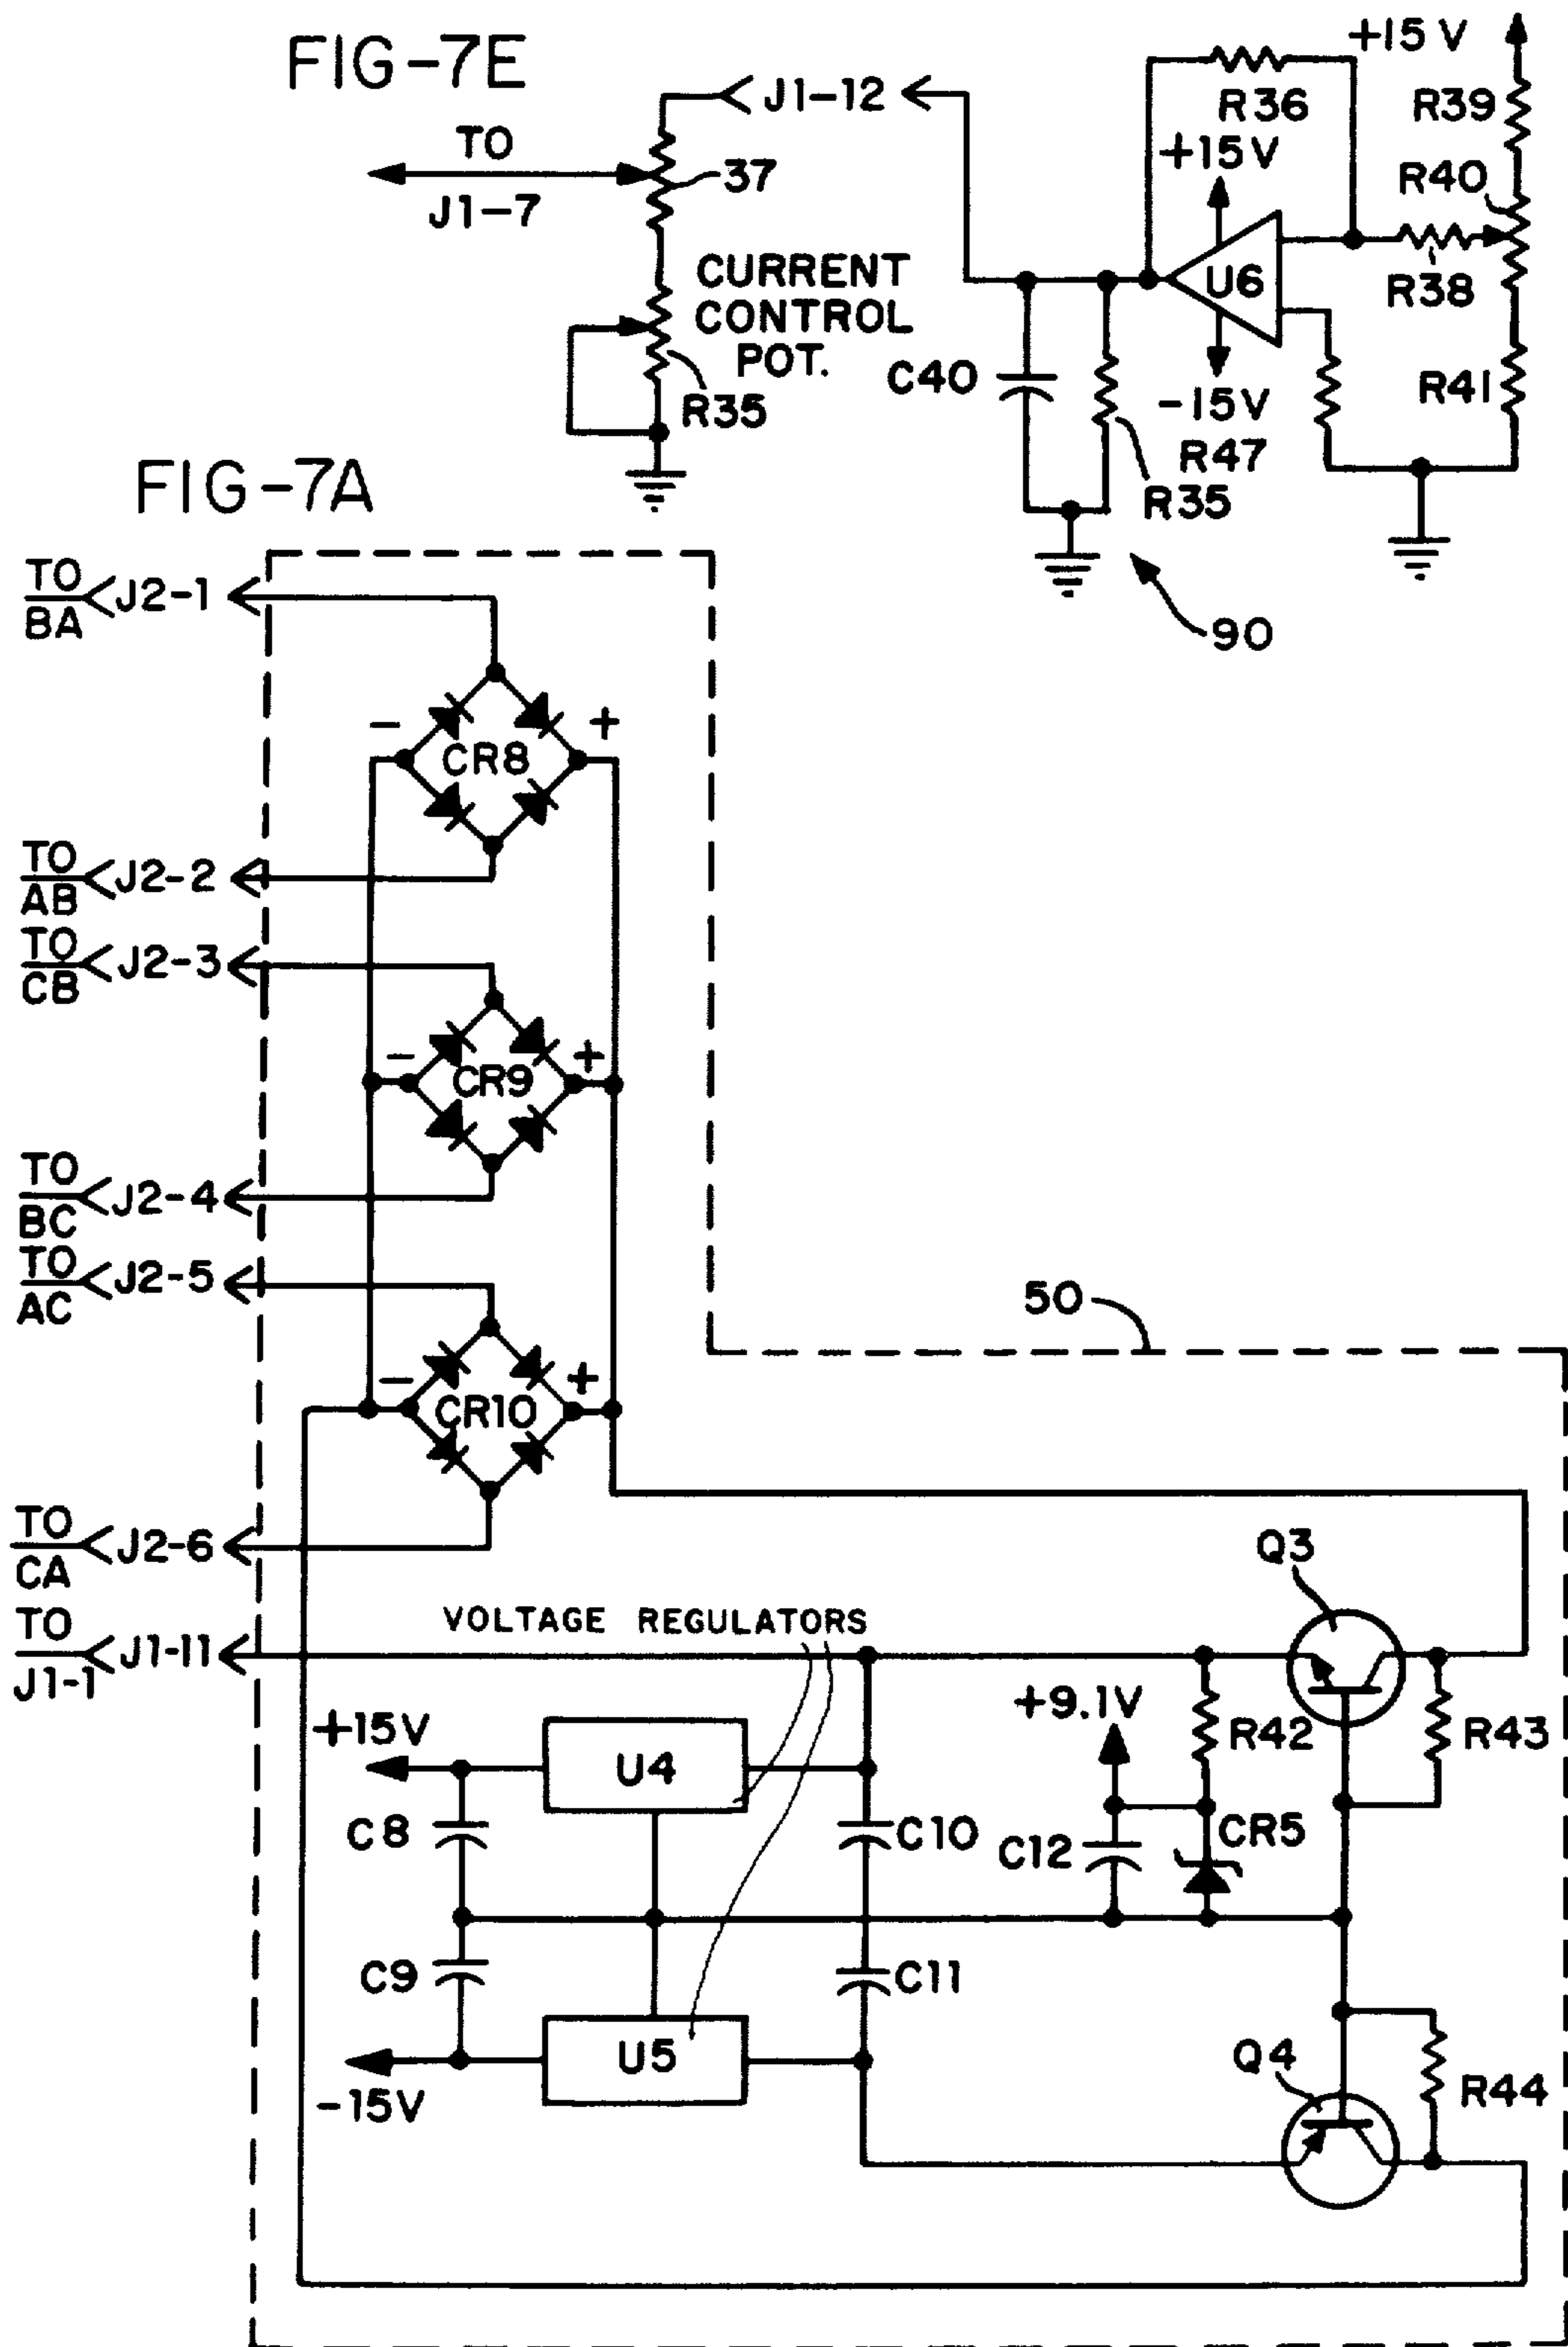 FIG-7E
+15 V
J1-12
R36
R39
TO
J1-7
37
+15V
R40
U6
R38
CURRENT
CONTROL
POT.
C40
R35
-15V
R41
R47
R35
90
FIG-7A
TO
BA
J2-1
-
+
CR8
TO
AB
J2-2
TO
CB
J2-3
-
+
CR9
TO
BC
J2-4
TO
AC
J2-5
50
-
+
CR10
TO
CA
J2-6
Q3
VOLTAGE REGULATORS
TO
J1-1
J1-11
+15V
U4
+9.1V
R42
R43
C8
C10
C12
CR5
C9
C11
U5
Q4
R44
-15V